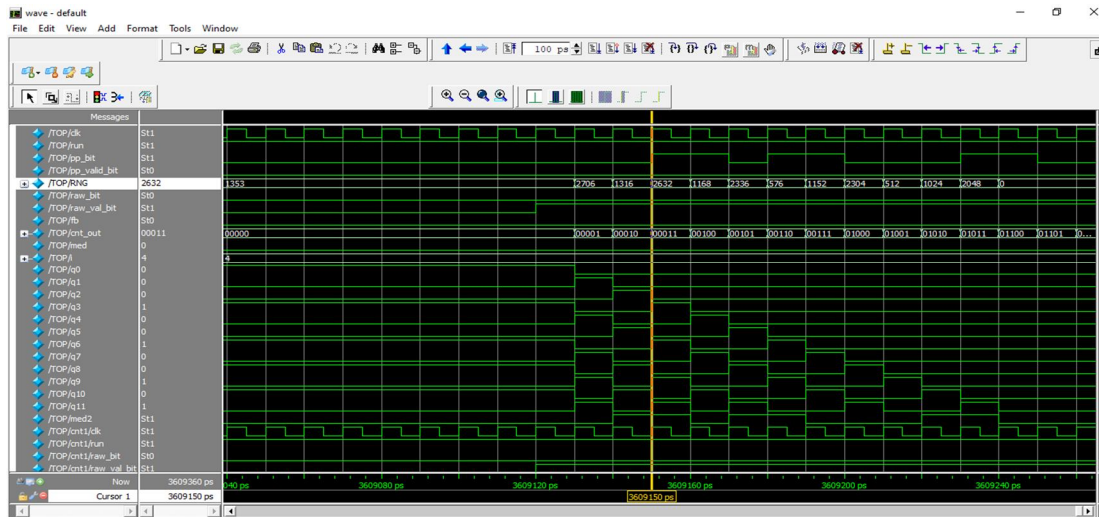 wave - default
File Edit View Add Format Tools Window
100 ps
Messages
/TOP/clk St1
/TOP/run St1
/TOP/pp_bit St1
/TOP/pp_valid_bit St0
/TOP/RNG 2632 1353 2706 1316 2632 1168 2336 576 1152 2304 512 1024 2048 0
/TOP/raw_bit St0
/TOP/raw_val_bit St1
/TOP/fb St0
/TOP/cnt_out 00011 00000 00001 00010 00011 00100 00101 00110 00111 01000 01001 01010 01011 01100 01101 0...
/TOP/med 0
/TOP/i 4 4
/TOP/q0 0
/TOP/q1 0
/TOP/q2 0
/TOP/q3 1
/TOP/q4 0
/TOP/q5 0
/TOP/q6 1
/TOP/q7 0
/TOP/q8 0
/TOP/q9 1
/TOP/q10 0
/TOP/q11 1
/TOP/med2 St1
/TOP/cnt1/clk St1
/TOP/cnt1/run St1
/TOP/cnt1/raw_bit St0
/TOP/cnt1/raw_val_bit St1
Now 3609360 ps 040 ps 3609080 ps 3609120 ps 3609160 ps 3609200 ps 3609240 ps
Cursor 1 3609150 ps 3609150 ps